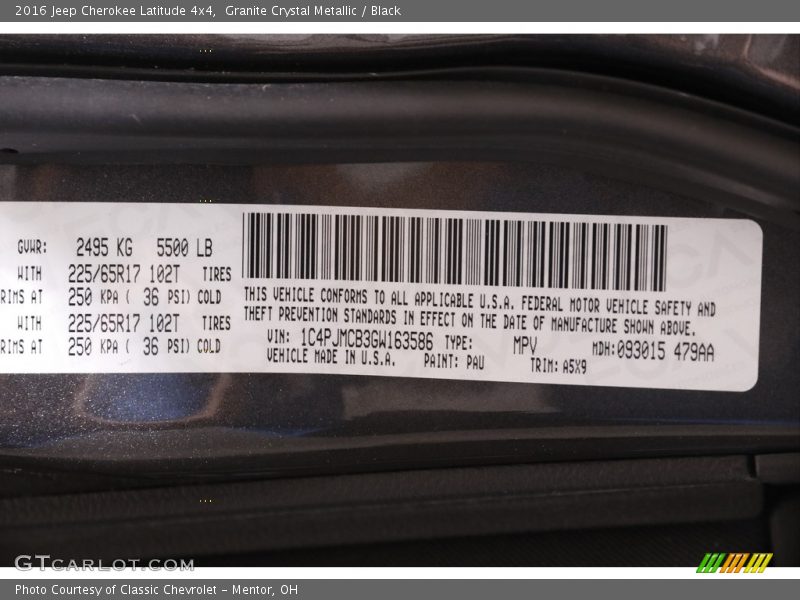 2016 Jeep Cherokee Latitude 4x4,  Granite Crystal Metallic / Black
GVWR: 2495 KG 5500 LB
WITH 225/65R17 102T TIRES
RIMS AT 250 KPA ( 36 PSI) COLD
WITH 225/65R17 102T TIRES
RIMS AT 250 KPA ( 36 PSI) COLD
THIS VEHICLE CONFORMS TO ALL APPLICABLE U.S.A. FEDERAL MOTOR VEHICLE SAFETY AND
THEFT PREVENTION STANDARDS IN EFFECT ON THE DATE OF MANUFACTURE SHOWN ABOVE.
VIN: 1C4PJMCB3GW163586 TYPE: MPV MDH:093015 479AA
VEHICLE MADE IN U.S.A. PAINT: PAU TRIM: A5X9
GTCARLOT.COM
Photo Courtesy of Classic Chevrolet - Mentor, OH